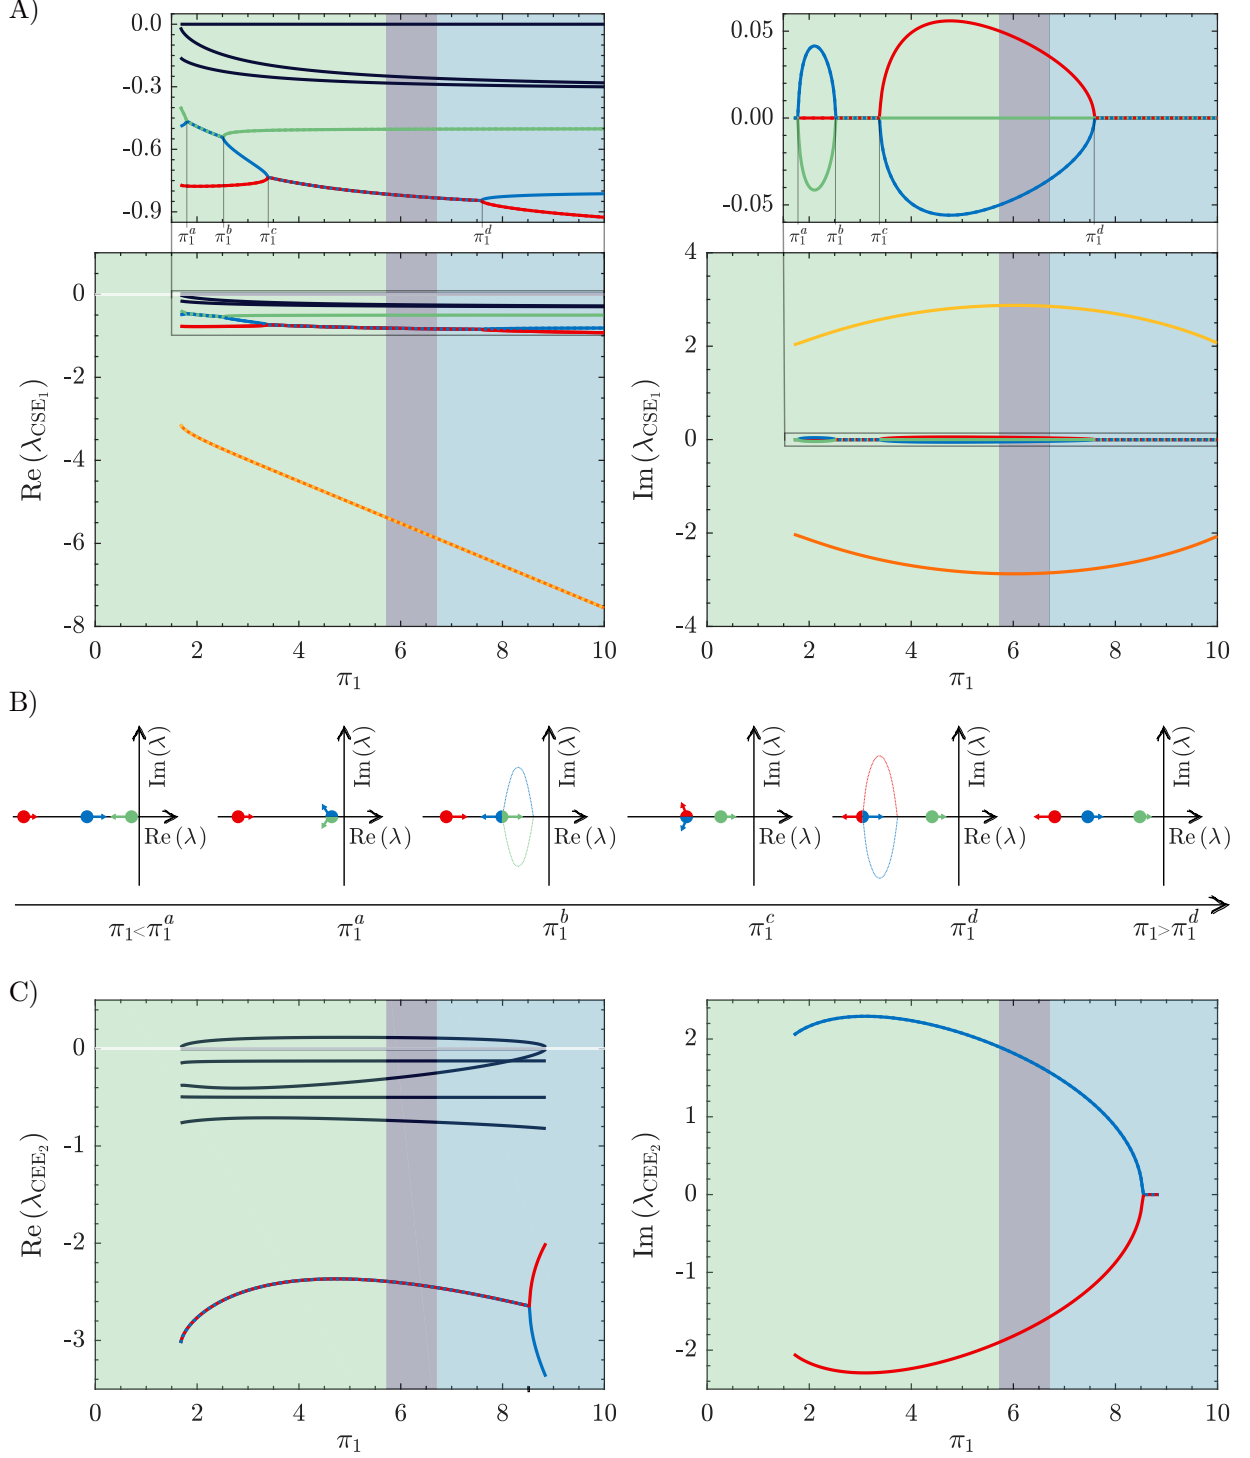 A)
0.0
-0.3
-0.6
-0.9
π₁ᵃ π₁ᵇ π₁ᶜ π₁ᵈ
0.05
0.00
-0.05
π₁ᵃ π₁ᵇ π₁ᶜ π₁ᵈ
Re (λ_CSE₁)
0
-2
-4
-6
-8
0 2 4 6 8 10
π₁
Im (λ_CSE₁)
4
2
0
-2
-4
0 2 4 6 8 10
π₁
B)
Im (λ) Im (λ) Im (λ) Im (λ) Im (λ) Im (λ)
Re (λ) Re (λ) Re (λ) Re (λ) Re (λ) Re (λ)
π₁<π₁ᵃ π₁ᵃ π₁ᵇ π₁ᶜ π₁ᵈ π₁>π₁ᵈ
C)
Re (λ_CEE₂)
0
-1
-2
-3
0 2 4 6 8 10
π₁
Im (λ_CEE₂)
2
1
0
-1
-2
0 2 4 6 8 10
π₁